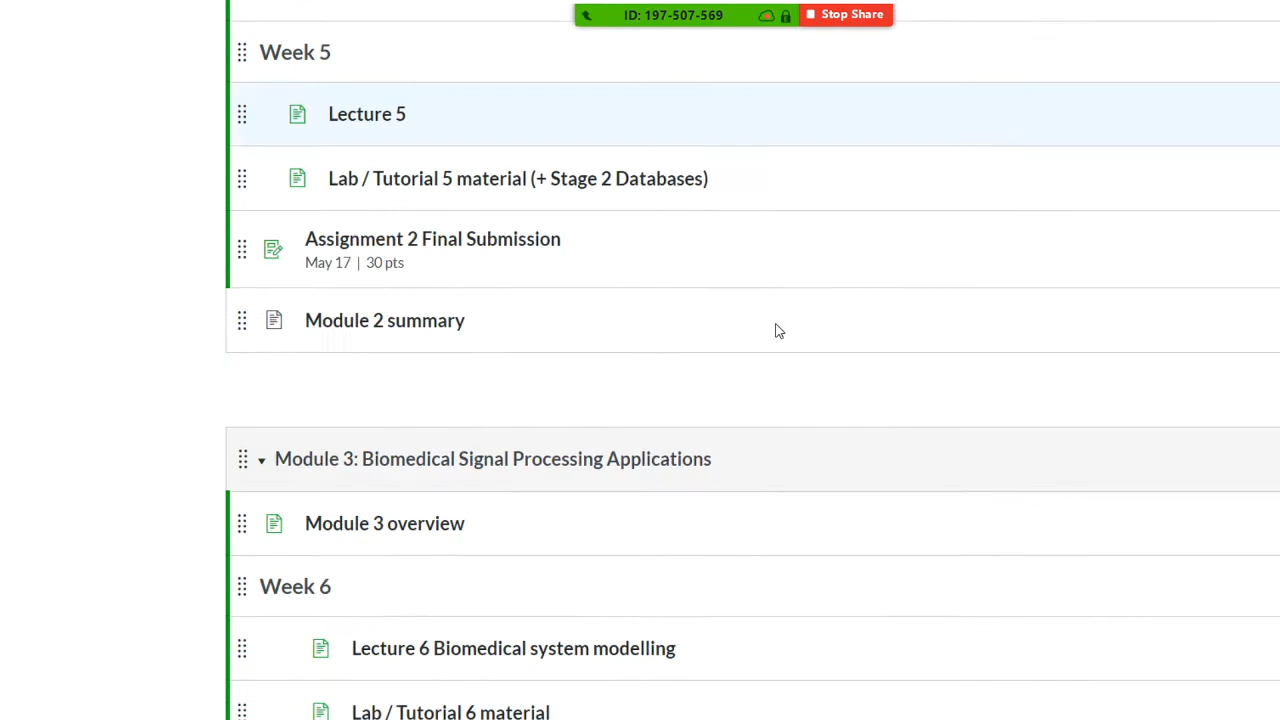 ID: 197-507-569
Stop Share
Week 5
Lecture 5
Lab / Tutorial 5 material (+ Stage 2 Databases)
Assignment 2 Final Submission
May 17 | 30 pts
Module 2 summary
Module 3: Biomedical Signal Processing Applications
Module 3 overview
Week 6
Lecture 6 Biomedical system modelling
Lab / Tutorial 6 material